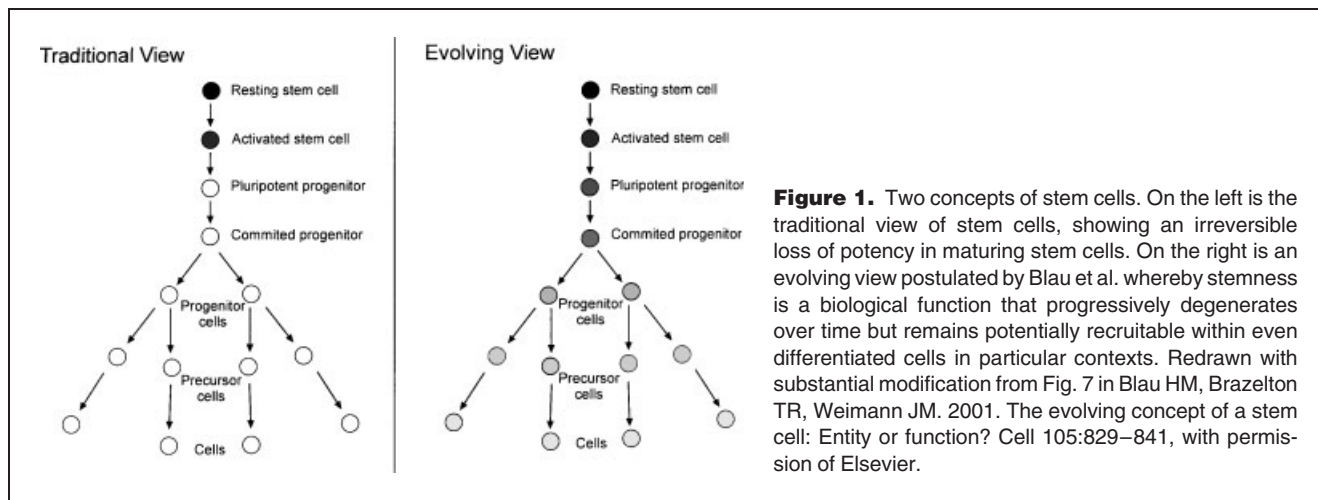 Traditional View
Resting stem cell
Activated stem cell
Pluripotent progenitor
Commited progenitor
Progenitor
cells
Precursor
cells
Cells
Evolving View
Resting stem cell
Activated stem cell
Pluripotent progenitor
Commited progenitor
Progenitor
cells
Precursor
cells
Cells
Figure 1. Two concepts of stem cells. On the left is the
traditional view of stem cells, showing an irreversible
loss of potency in maturing stem cells. On the right is an
evolving view postulated by Blau et al. whereby stemness
is a biological function that progressively degenerates
over time but remains potentially recruitable within even
differentiated cells in particular contexts. Redrawn with
substantial modification from Fig. 7 in Blau HM, Brazelton
TR, Weimann JM. 2001. The evolving concept of a stem
cell: Entity or function? Cell 105:829–841, with permis-
sion of Elsevier.